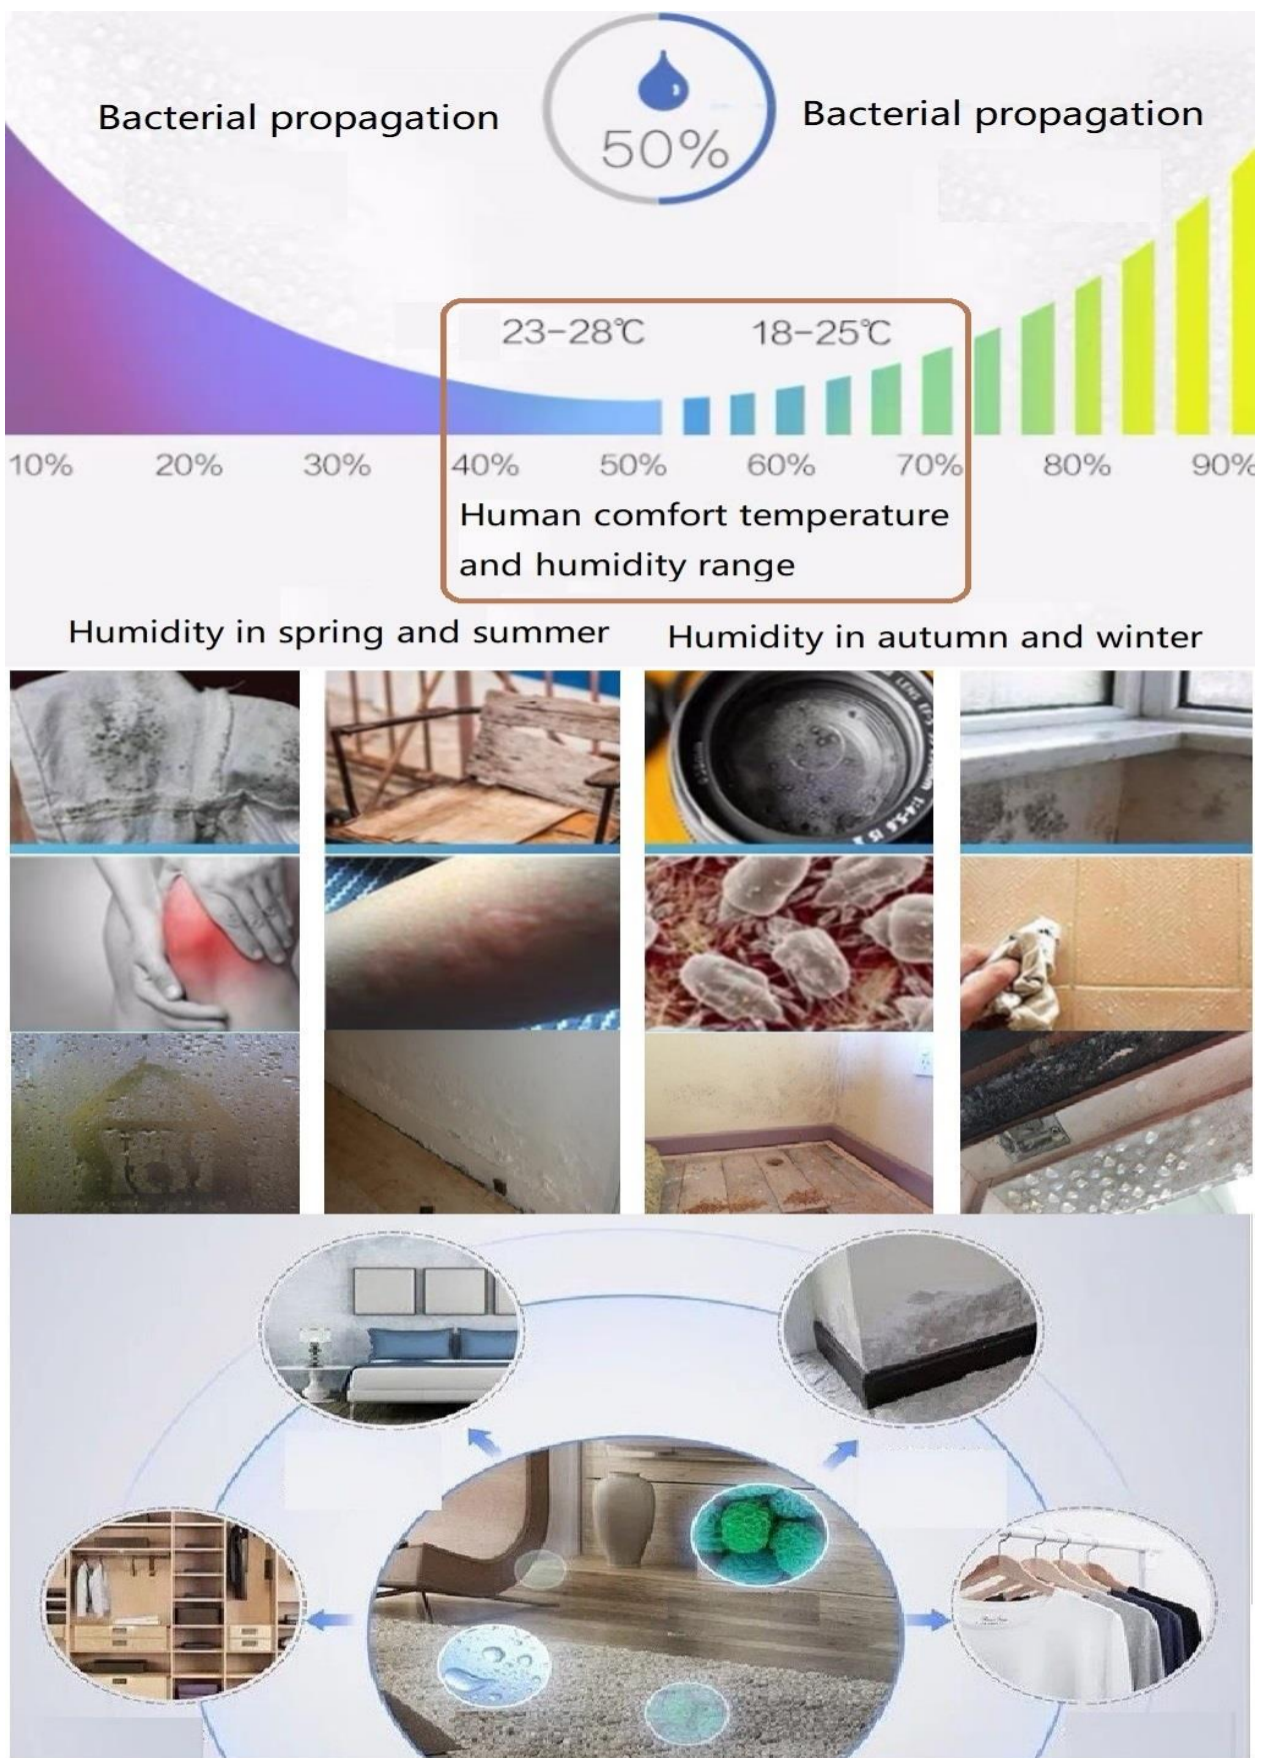 Bacterial propagation
50%
Bacterial propagation
23-28℃
18-25℃
10%
20%
30%
40%
50%
60%
70%
80%
90%
Human comfort temperature
and humidity range
Humidity in spring and summer
Humidity in autumn and winter